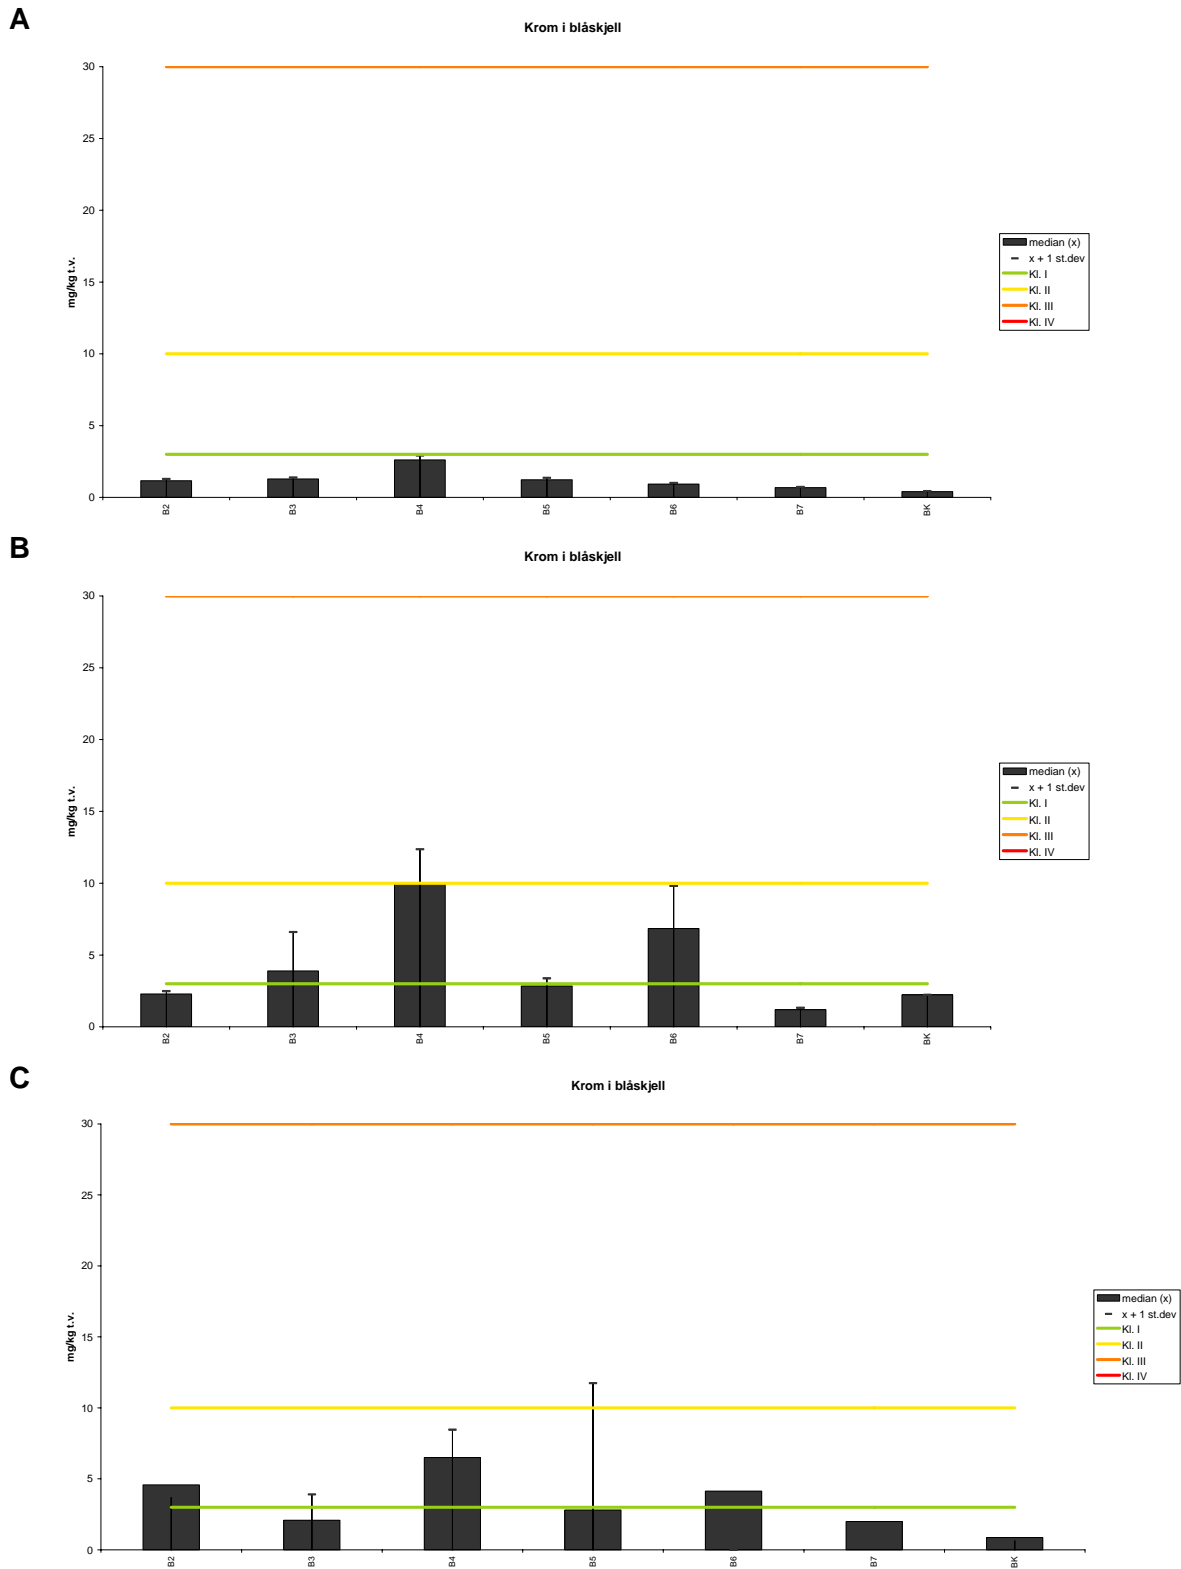 A
Krom i blåskjell
30
25
20
15
10
5
0
mg/kg t.v.
B2
B3
B4
B5
B6
B7
BK
median (x)
x + 1 st.dev
Kl. I
Kl. II
Kl. III
Kl. IV
B
Krom i blåskjell
30
25
20
15
10
5
0
mg/kg t.v.
B2
B3
B4
B5
B6
B7
BK
median (x)
x + 1 st.dev
Kl. I
Kl. II
Kl. III
Kl. IV
C
Krom i blåskjell
30
25
20
15
10
5
0
mg/kg t.v.
B2
B3
B4
B5
B6
B7
BK
median (x)
x + 1 st.dev
Kl. I
Kl. II
Kl. III
Kl. IV